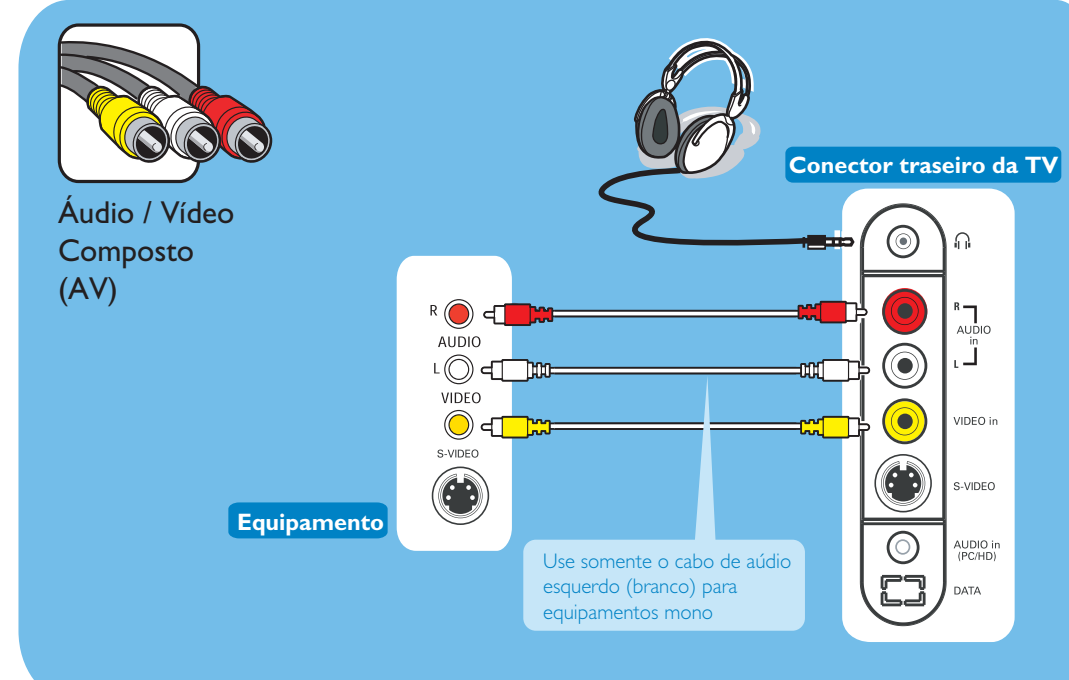 Áudio / Vídeo
Composto
(AV)
Conector traseiro da TV
R
AUDIO
L
VIDEO
S-VIDEO
Equipamento
Use somente o cabo de aúdio
esquerdo (branco) para
equipamentos mono
R
AUDIO
in
L
VIDEO in
S-VIDEO
AUDIO in
(PC/HD)
DATA